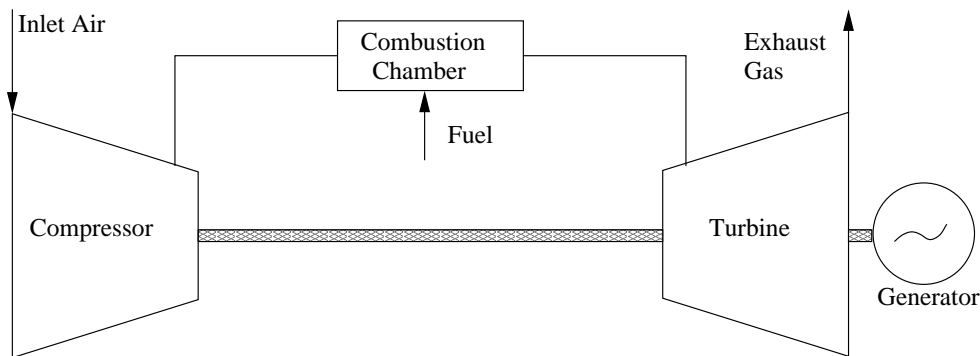 Inlet Air
Combustion
Chamber
Exhaust
Gas
Fuel
Compressor
Turbine
Generator